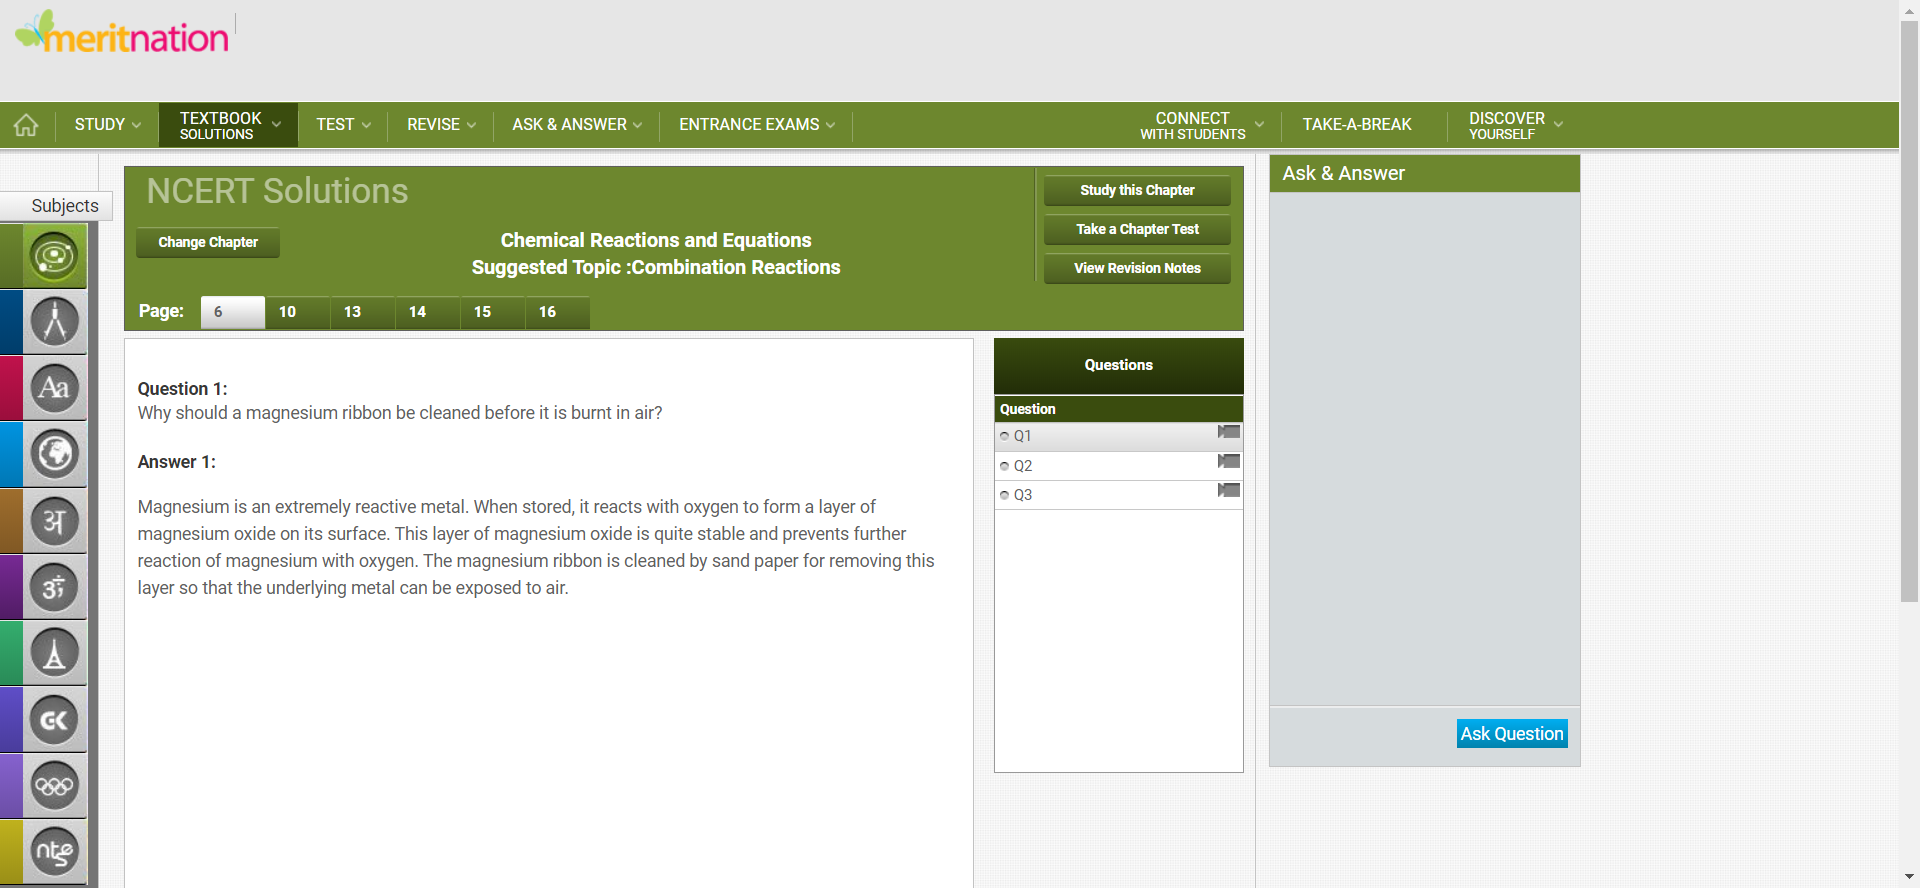 meritnation
STUDY
TEXTBOOK
SOLUTIONS
TEST
REVISE
ASK & ANSWER
ENTRANCE EXAMS
CONNECT
WITH STUDENTS
TAKE-A-BREAK
DISCOVER
YOURSELF
Subjects
Aa
अ
ॐ
GK
ntse
NCERT Solutions
Change Chapter
Chemical Reactions and Equations
Suggested Topic :Combination Reactions
Study this Chapter
Take a Chapter Test
View Revision Notes
Page: 6 10 13 14 15 16
Question 1:
Why should a magnesium ribbon be cleaned before it is burnt in air?
Answer 1:
Magnesium is an extremely reactive metal. When stored, it reacts with oxygen to form a layer of
magnesium oxide on its surface. This layer of magnesium oxide is quite stable and prevents further
reaction of magnesium with oxygen. The magnesium ribbon is cleaned by sand paper for removing this
layer so that the underlying metal can be exposed to air.
Questions
Question
Q1
Q2
Q3
Ask & Answer
Ask Question